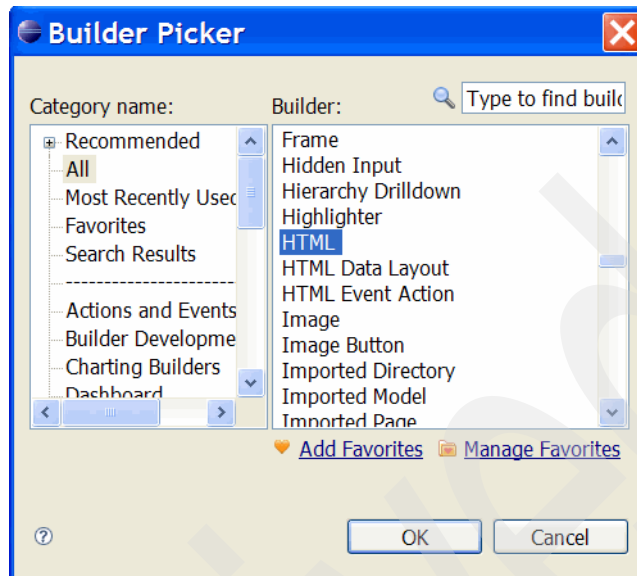 Builder Picker
Category name:
Builder:
Type to find builc
Recommended
All
Most Recently Used
Favorites
Search Results
-----------------------
Actions and Events
Builder Developme
Charting Builders
Dashboard
Frame
Hidden Input
Hierarchy Drilldown
Highlighter
HTML
HTML Data Layout
HTML Event Action
Image
Image Button
Imported Directory
Imported Model
Imported Page
Add Favorites
Manage Favorites
OK
Cancel